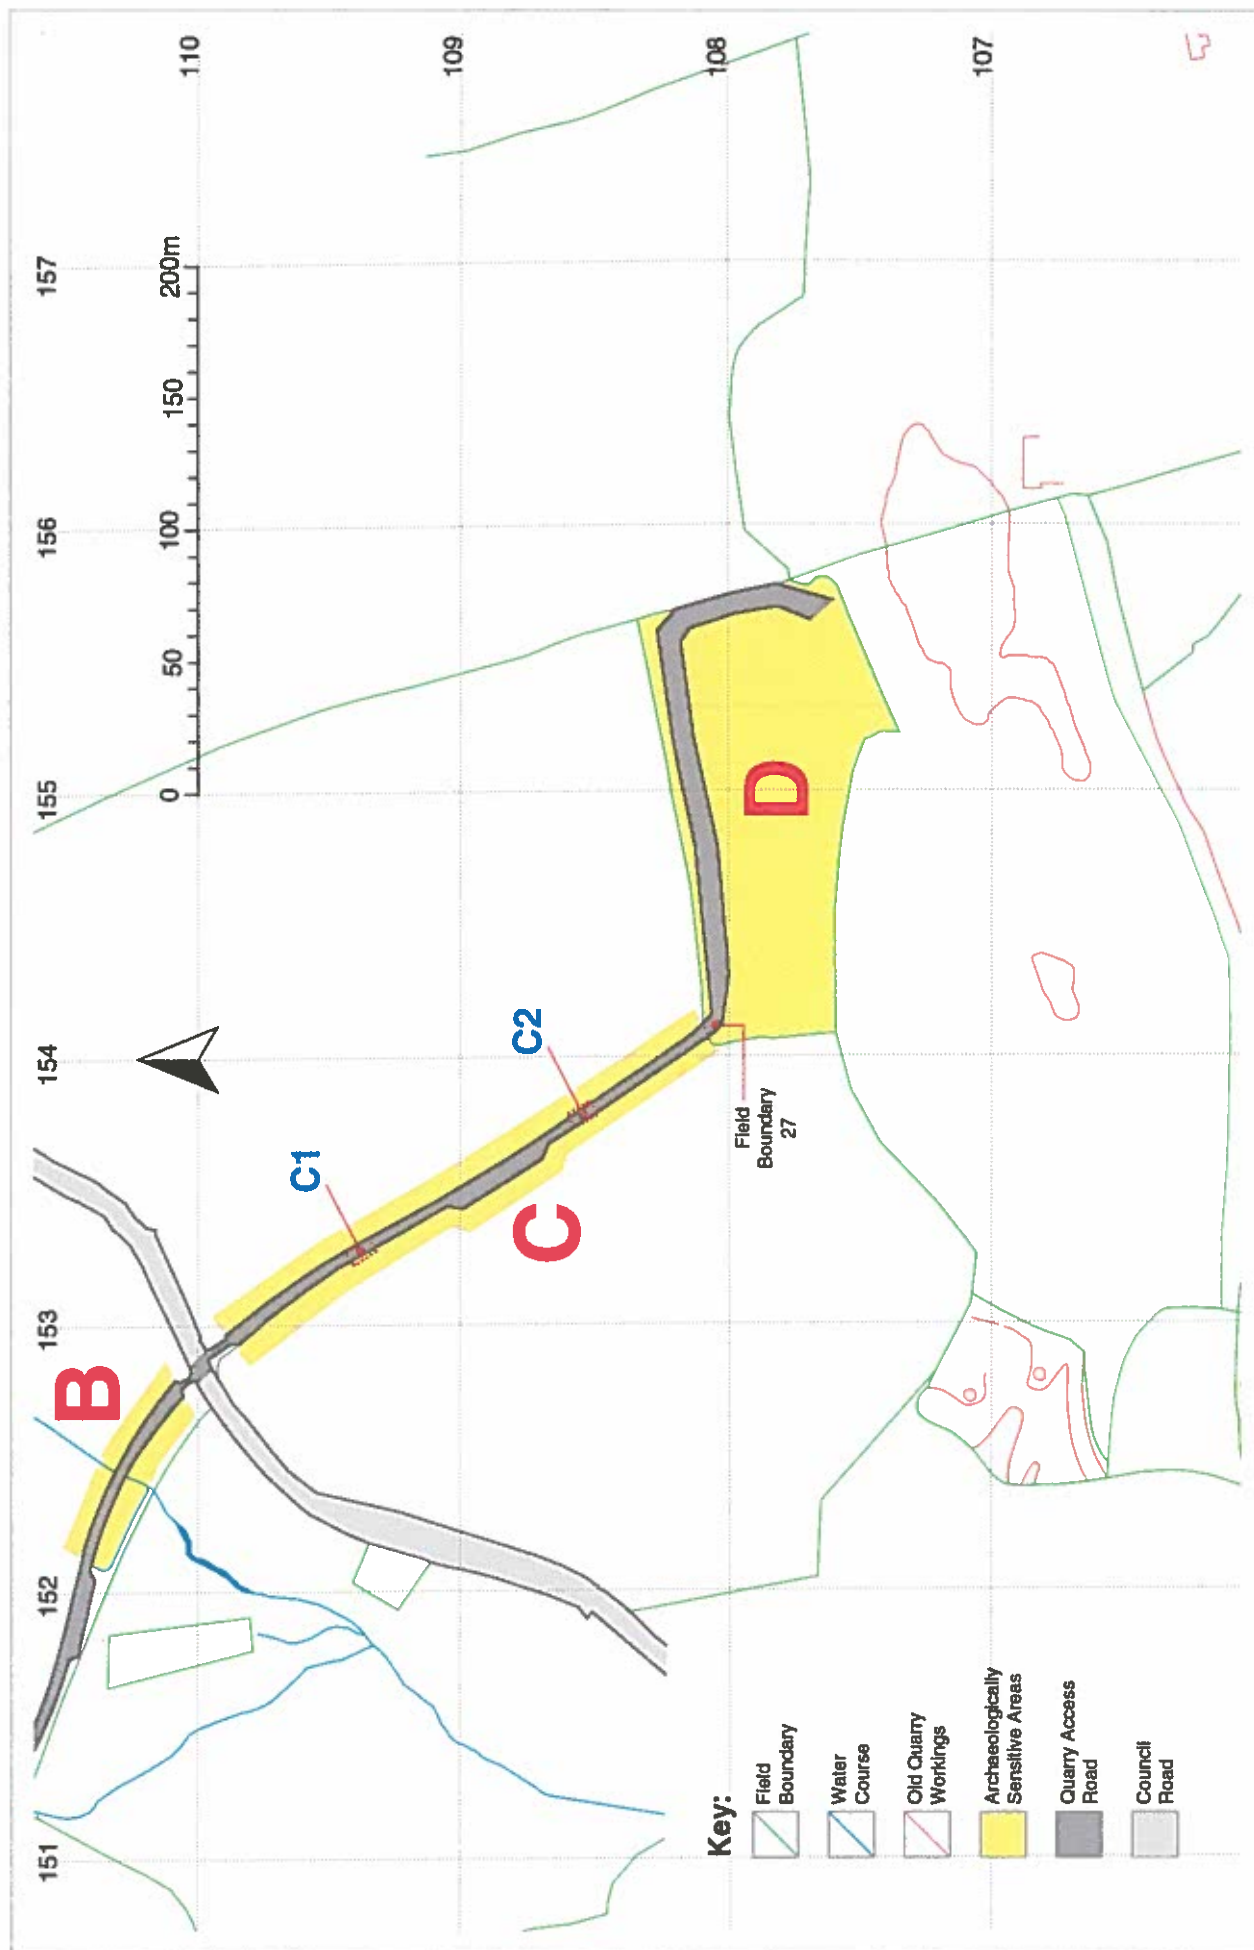 151
152
153
154
155
156
157
110
109
108
107
0
50
100
150
200m
B
C1
C2
C
D
Field
Boundary
27
Key:
Field
Boundary
Water
Course
Old Quarry
Workings
Archaeologically
Sensitive Areas
Quarry Access
Road
Council
Road